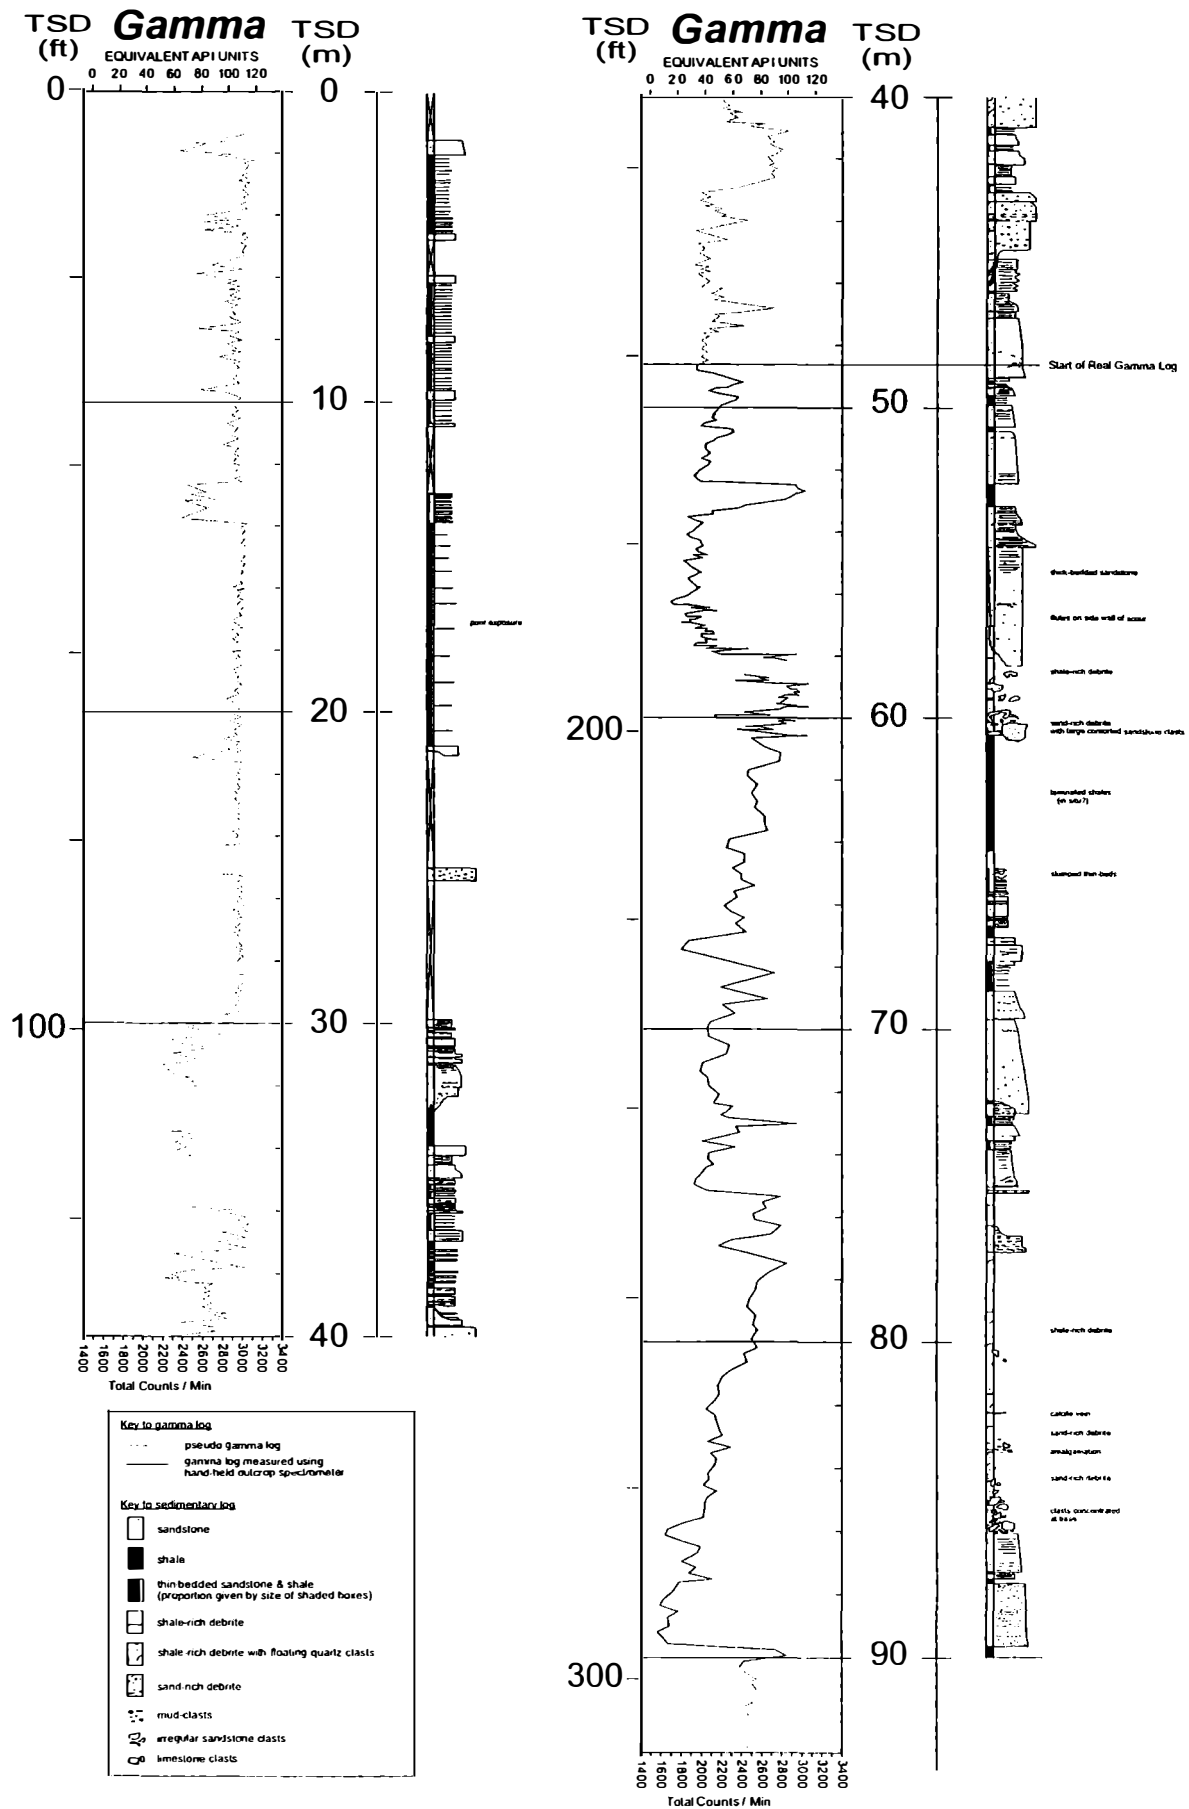 TSD Gamma TSD
(ft) (m)
EQUIVALENT API UNITS
0 20 40 60 80 100 120
0 0
10
20
100 30
40
1400 1600 1800 2000 2200 2400 2600 2800 3000 3200 3400
Total Counts / Min
Key to gamma log
pseudo gamma log
gamma log measured using
hand-held outcrop spectrometer
Key to sedimentary log
sandstone
shale
thin-bedded sandstone & shale
(proportion given by size of shaded boxes)
shale-rich debrite
shale-rich debrite with floating quartz clasts
sand-rich debrite
mud-clasts
irregular sandstone clasts
limestone clasts
poor exposure
TSD Gamma TSD
(ft) (m)
EQUIVALENT API UNITS
0 20 40 60 80 100 120
40
Start of Real Gamma Log
50
thick-bedded sandstone
flutes on side wall of scour
shale-rich debrite
200 60
sand-rich debrite
with large contorted sandstone clasts
laminated shales
(in situ?)
slumped thin-beds
70
shale-rich debrite
80
calcite vein
sand-rich debrite
amalgamation
sand-rich debrite
clasts concentrated
at base
90
300
1400 1600 1800 2000 2200 2400 2600 2800 3000 3200 3400
Total Counts / Min